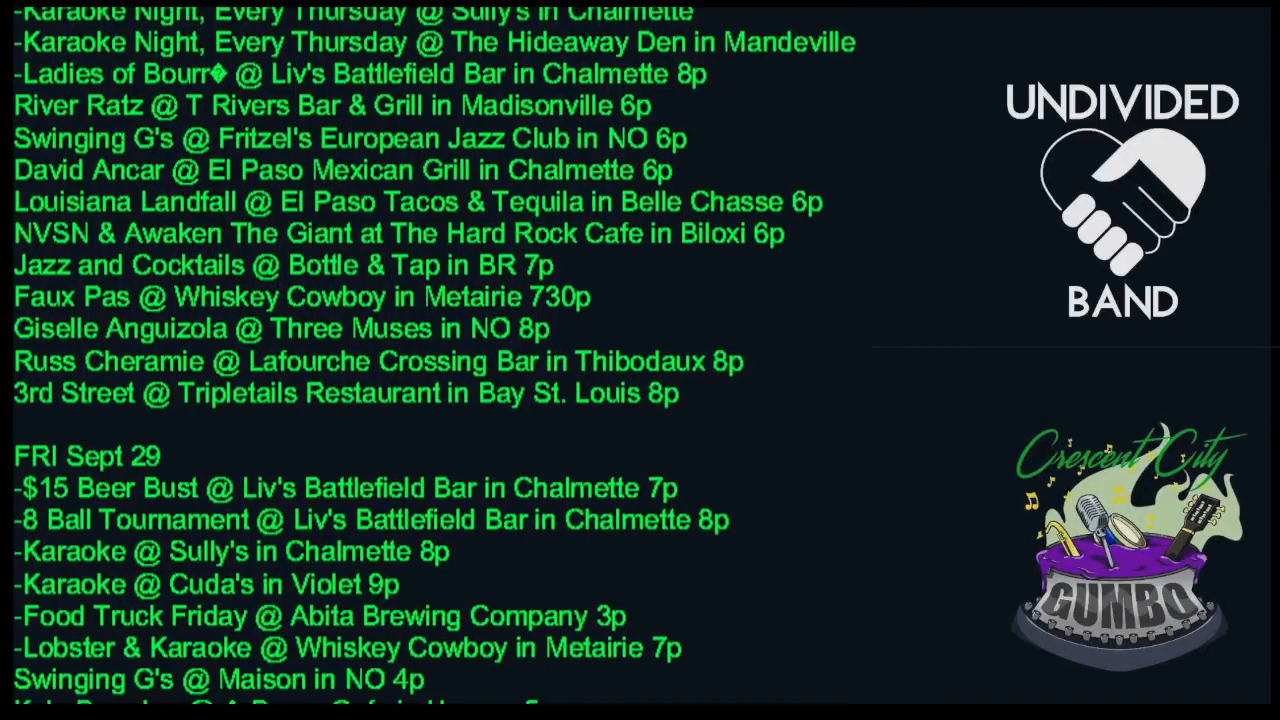 -Karaoke Night, Every Thursday @ Sully's in Chalmette
-Karaoke Night, Every Thursday @ The Hideaway Den in Mandeville
-Ladies of Bourr� @ Liv's Battlefield Bar in Chalmette 8p
River Ratz @ T Rivers Bar & Grill in Madisonville 6p
Swinging G's @ Fritzel's European Jazz Club in NO 6p
David Ancar @ El Paso Mexican Grill in Chalmette 6p
Louisiana Landfall @ El Paso Tacos & Tequila in Belle Chasse 6p
NVSN & Awaken The Giant at The Hard Rock Cafe in Biloxi 6p
Jazz and Cocktails @ Bottle & Tap in BR 7p
Faux Pas @ Whiskey Cowboy in Metairie 730p
Giselle Anguizola @ Three Muses in NO 8p
Russ Cheramie @ Lafourche Crossing Bar in Thibodaux 8p
3rd Street @ Tripletails Restaurant in Bay St. Louis 8p
FRI Sept 29
-$15 Beer Bust @ Liv's Battlefield Bar in Chalmette 7p
-8 Ball Tournament @ Liv's Battlefield Bar in Chalmette 8p
-Karaoke @ Sully's in Chalmette 8p
-Karaoke @ Cuda's in Violet 9p
-Food Truck Friday @ Abita Brewing Company 3p
-Lobster & Karaoke @ Whiskey Cowboy in Metairie 7p
Swinging G's @ Maison in NO 4p
UNDIVIDED
BAND
Crescent City
GUMBO